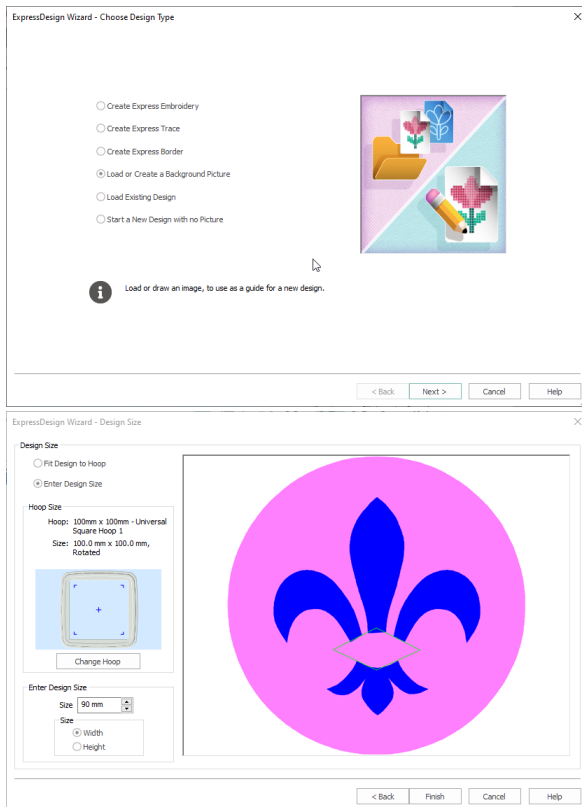 ExpressDesign Wizard - Choose Design Type
Create Express Embroidery
Create Express Trace
Create Express Border
Load or Create a Background Picture
Load Existing Design
Start a New Design with no Picture
Load or draw an image, to use as a guide for a new design.
< Back
Next >
Cancel
Help
ExpressDesign Wizard - Design Size
Design Size
Fit Design to Hoop
Enter Design Size
Hoop Size
Hoop: 100mm x 100mm - Universal
Square Hoop 1
Size: 100.0 mm x 100.0 mm,
Rotated
Change Hoop
Enter Design Size
Size 90 mm
Size
Width
Height
< Back
Finish
Cancel
Help